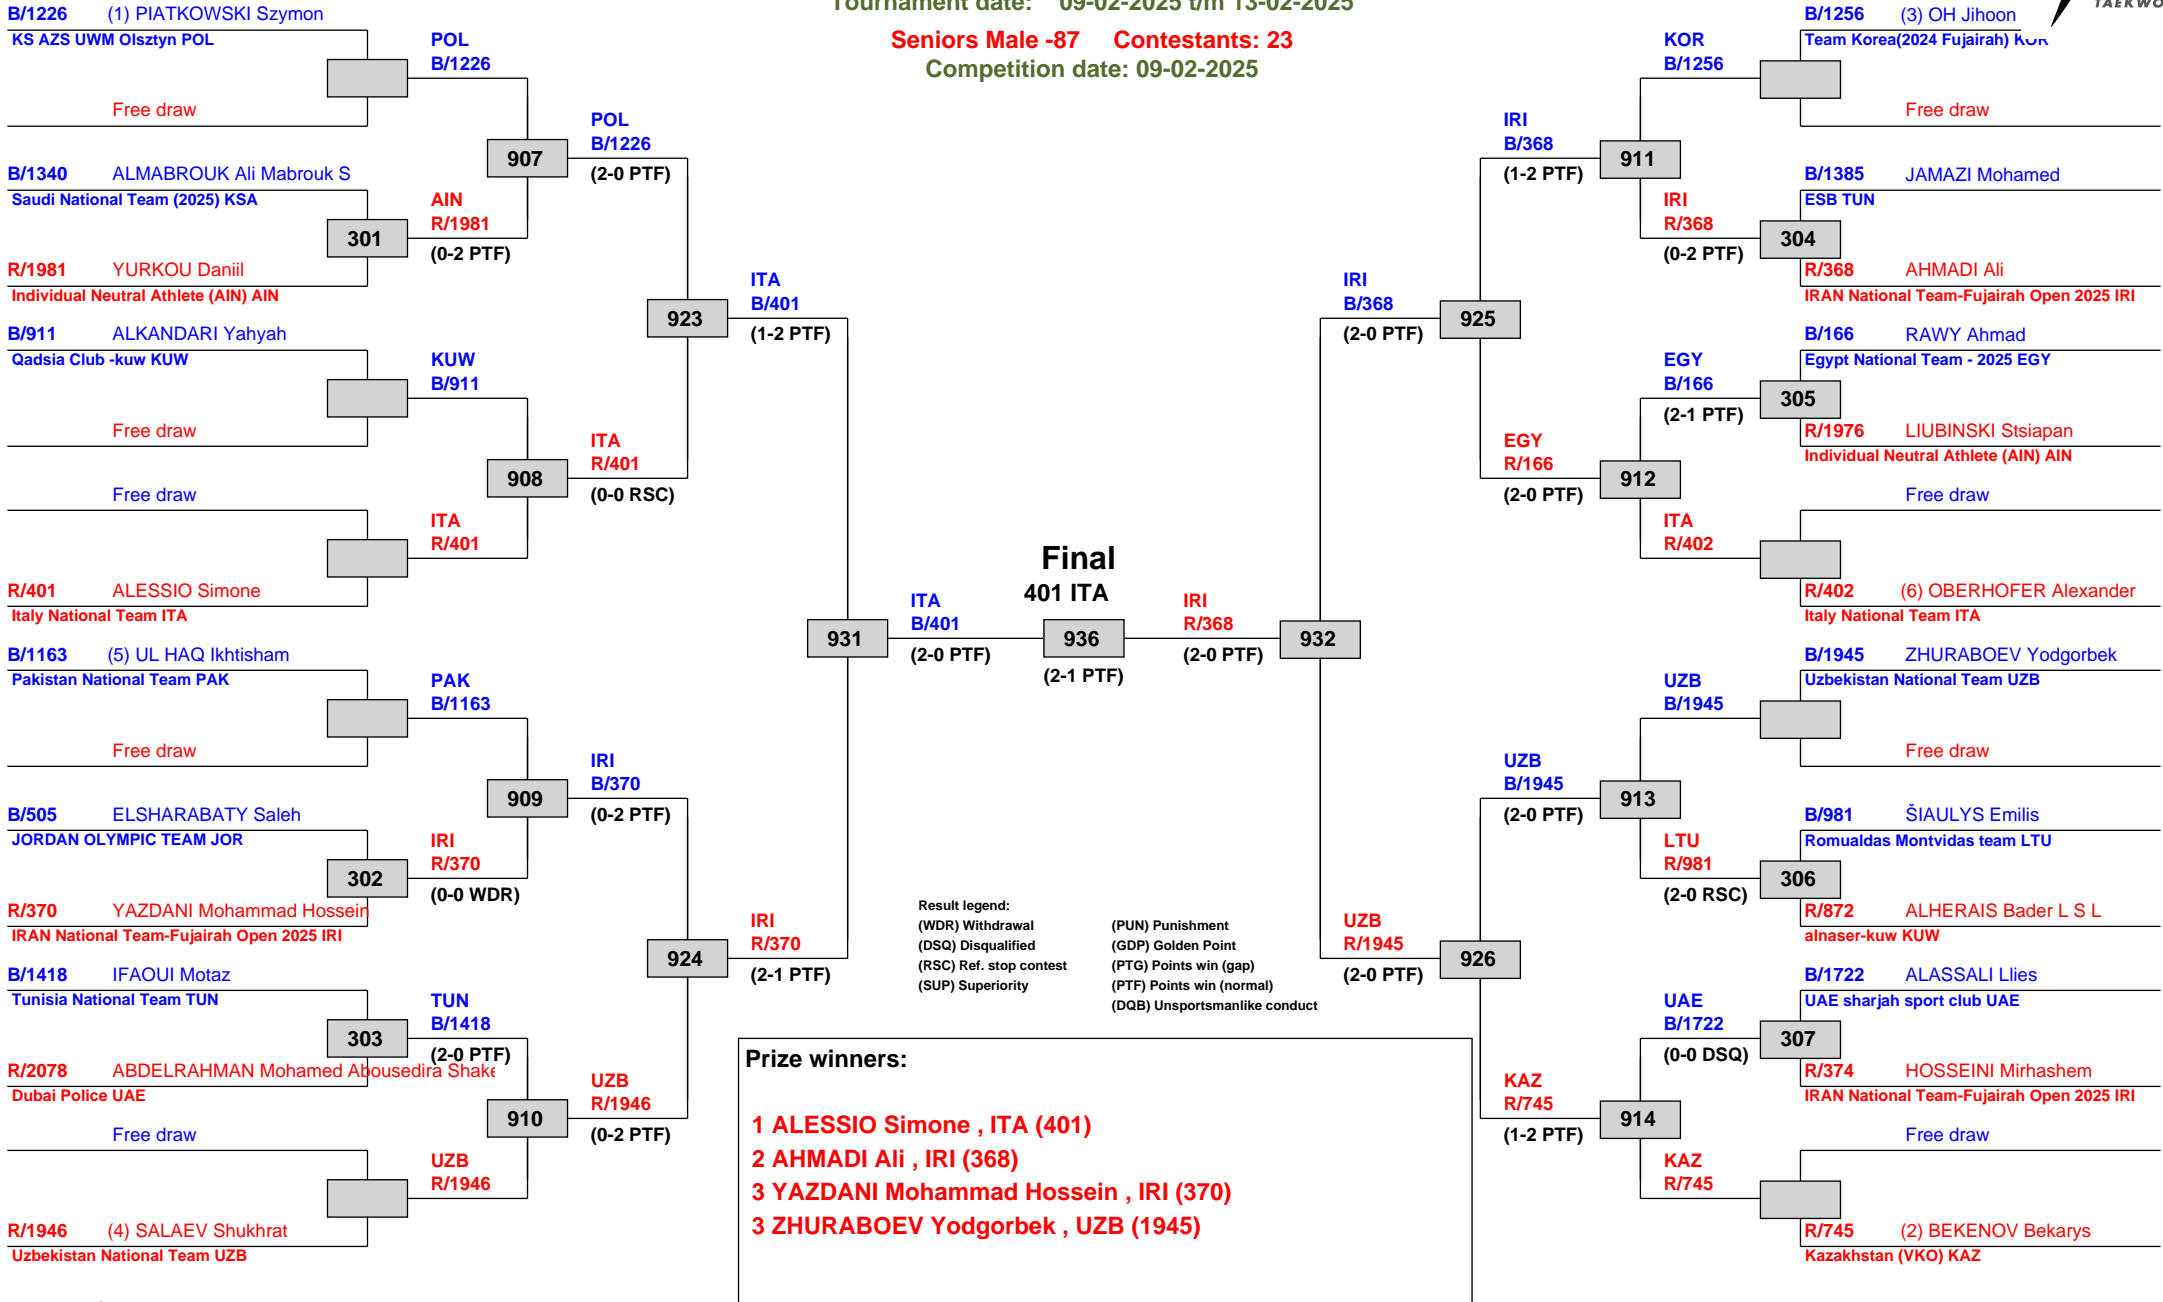 Tournament date: 09-02-2025 t/m 13-02-2025
Seniors Male -87 Contestants: 23
Competition date: 09-02-2025
B/1226 (1) PIATKOWSKI Szymon
KS AZS UWM Olsztyn POL
Free draw
B/1340 ALMABROUK Ali Mabrouk S
Saudi National Team (2025) KSA
R/1981 YURKOU Daniil
Individual Neutral Athlete (AIN) AIN
B/911 ALKANDARI Yahyah
Qadsia Club -kuw KUW
Free draw
Free draw
R/401 ALESSIO Simone
Italy National Team ITA
B/1163 (5) UL HAQ Ikhtisham
Pakistan National Team PAK
Free draw
B/505 ELSHARABATY Saleh
JORDAN OLYMPIC TEAM JOR
R/370 YAZDANI Mohammad Hossein
IRAN National Team-Fujairah Open 2025 IRI
B/1418 IFAOUI Motaz
Tunisia National Team TUN
R/2078 ABDELRAHMAN Mohamed Abousedira Shake
Dubai Police UAE
Free draw
R/1946 (4) SALAEV Shukhrat
Uzbekistan National Team UZB
301
302
303
POL
B/1226
AIN
R/1981
(0-2 PTF)
KUW
B/911
ITA
R/401
PAK
B/1163
IRI
R/370
(0-0 WDR)
TUN
B/1418
(2-0 PTF)
UZB
R/1946
907
908
909
910
POL
B/1226
(2-0 PTF)
ITA
R/401
(0-0 RSC)
IRI
B/370
(0-2 PTF)
UZB
R/1946
(0-2 PTF)
923
924
ITA
B/401
(1-2 PTF)
IRI
R/370
(2-1 PTF)
931
ITA
B/401
(2-0 PTF)
Final
401 ITA
936
(2-1 PTF)
IRI
R/368
(2-0 PTF)
932
IRI
B/368
(2-0 PTF)
UZB
R/1945
(2-0 PTF)
925
926
IRI
B/368
(1-2 PTF)
EGY
R/166
(2-0 PTF)
UZB
B/1945
(2-0 PTF)
KAZ
R/745
(1-2 PTF)
911
912
913
914
KOR
B/1256
IRI
R/368
(0-2 PTF)
EGY
B/166
(2-1 PTF)
ITA
R/402
UZB
B/1945
LTU
R/981
(2-0 RSC)
UAE
B/1722
(0-0 DSQ)
KAZ
R/745
304
305
306
307
B/1256 (3) OH Jihoon
Team Korea(2024 Fujairah) KOR
Free draw
B/1385 JAMAZI Mohamed
ESB TUN
R/368 AHMADI Ali
IRAN National Team-Fujairah Open 2025 IRI
B/166 RAWY Ahmad
Egypt National Team - 2025 EGY
R/1976 LIUBINSKI Stsiapan
Individual Neutral Athlete (AIN) AIN
Free draw
R/402 (6) OBERHOFER Alexander
Italy National Team ITA
B/1945 ZHURABOEV Yodgorbek
Uzbekistan National Team UZB
Free draw
B/981 ŠIAULYS Emilis
Romualdas Montvidas team LTU
R/872 ALHERAIS Bader L S L
alnaser-kuw KUW
B/1722 ALASSALI Llies
UAE sharjah sport club UAE
R/374 HOSSEINI Mirhashem
IRAN National Team-Fujairah Open 2025 IRI
Free draw
R/745 (2) BEKENOV Bekarys
Kazakhstan (VKO) KAZ
Result legend:
(WDR) Withdrawal (PUN) Punishment
(DSQ) Disqualified (GDP) Golden Point
(RSC) Ref. stop contest (PTG) Points win (gap)
(SUP) Superiority (PTF) Points win (normal)
(DQB) Unsportsmanlike conduct
Prize winners:
1 ALESSIO Simone , ITA (401)
2 AHMADI Ali , IRI (368)
3 YAZDANI Mohammad Hossein , IRI (370)
3 ZHURABOEV Yodgorbek , UZB (1945)